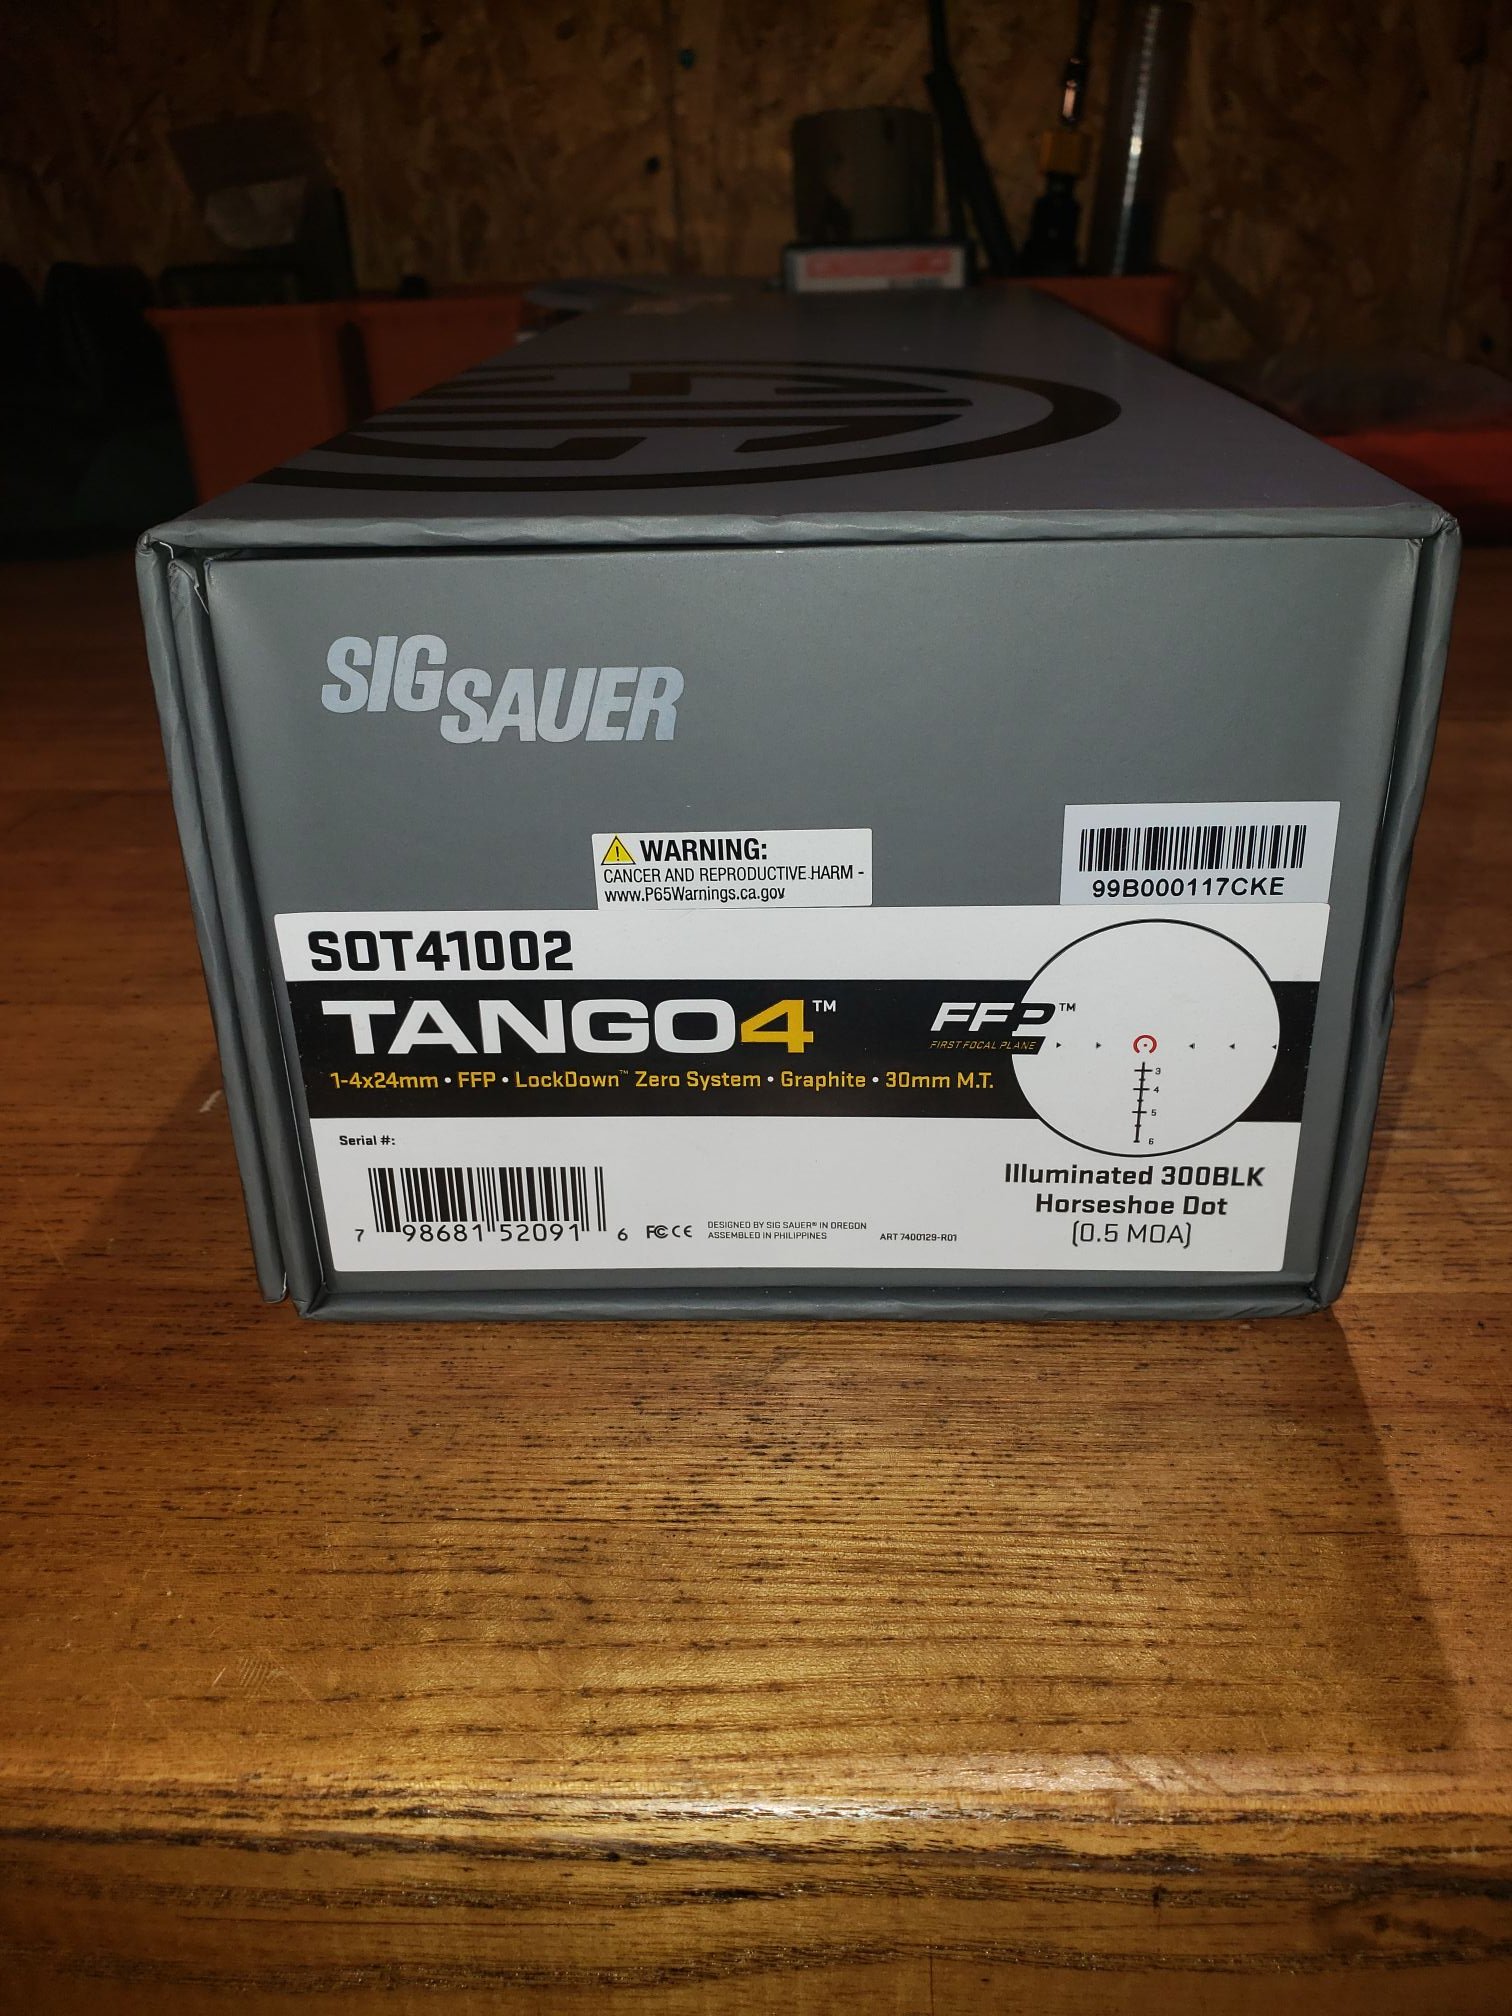 SIG SAUER
WARNING:
CANCER AND REPRODUCTIVE HARM -
www.P65Warnings.ca.gov
99B000117CKE
SOT41002
TANGO4™
FFP™
FIRST FOCAL PLANE
1-4x24mm • FFP • LockDown™ Zero System • Graphite • 30mm M.T.
3
4
5
6
Serial #:
7 98681 52091 6
FC CE
DESIGNED BY SIG SAUER® IN OREGON
ASSEMBLED IN PHILIPPINES
ART 7400129-R01
Illuminated 300BLK
Horseshoe Dot
(0.5 MOA)